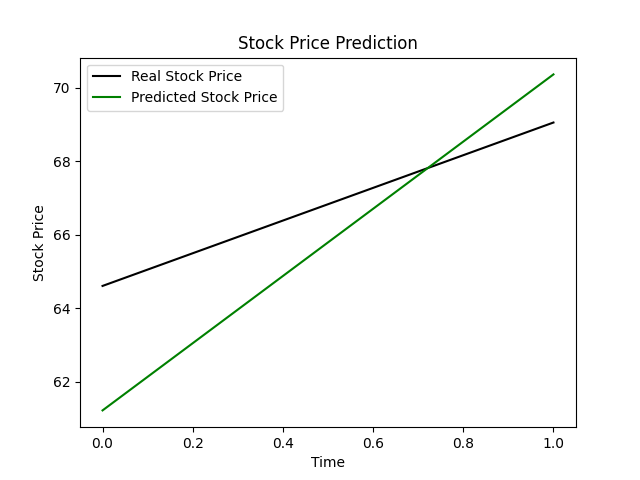 Stock Price Prediction
Real Stock Price
Predicted Stock Price
Stock Price
70
68
66
64
62
0.0 0.2 0.4 0.6 0.8 1.0
Time